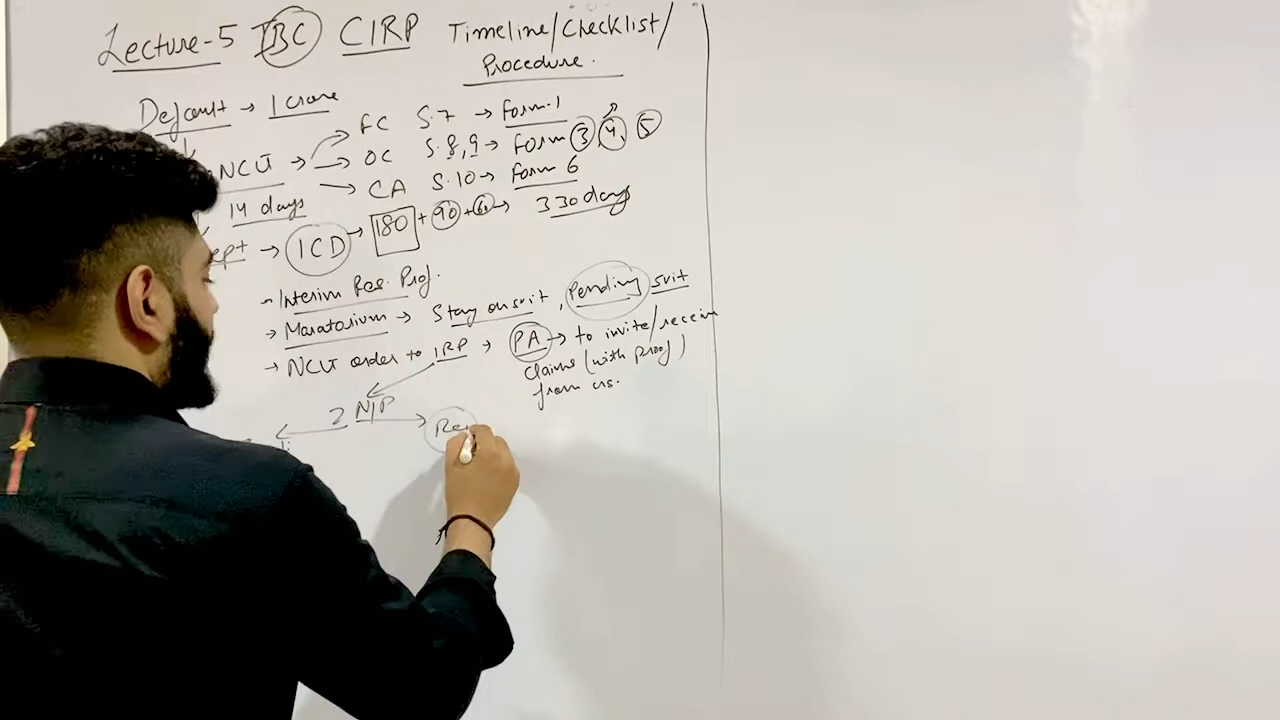 Lecture-5 IBC CIRP Timeline/Checklist/
Procedure.
Default → 1 crore
NCLT → FC S.7 → Form-1
→ OC S.8,9 → Form 3, 4, 5
→ CA S.10 → Form 6
14 days
→ ICD → 180 + 90 + 60 → 330 days
- Interim Res. Prof.
→ Maratorium → Stay on suit, Pending suit
→ NCLT order to IRP → PA → to invite/receive
claims (with proof)
from crs.
2 N/P
Re